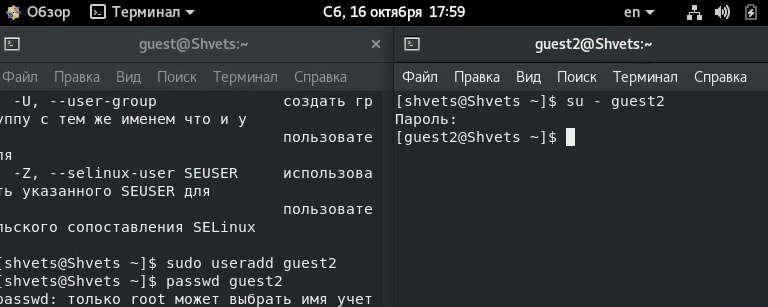 Обзор Терминал Сб, 16 октября 17:59 en
guest@Shvets:~ ×
Файл Правка Вид Поиск Терминал Справка
-U, --user-group создать гр
уппу с тем же именем что и у
пользовате
ля
-Z, --selinux-user SEUSER использова
ть указанного SEUSER для
пользовате
льского сопоставления SELinux
[shvets@Shvets ~]$ sudo useradd guest2
[shvets@Shvets ~]$ passwd guest2
passwd: только root может выбрать имя учет
guest2@Shvets:~
Файл Правка Вид Поиск Терминал Справка
[shvets@Shvets ~]$ su - guest2
Пароль:
[guest2@Shvets ~]$